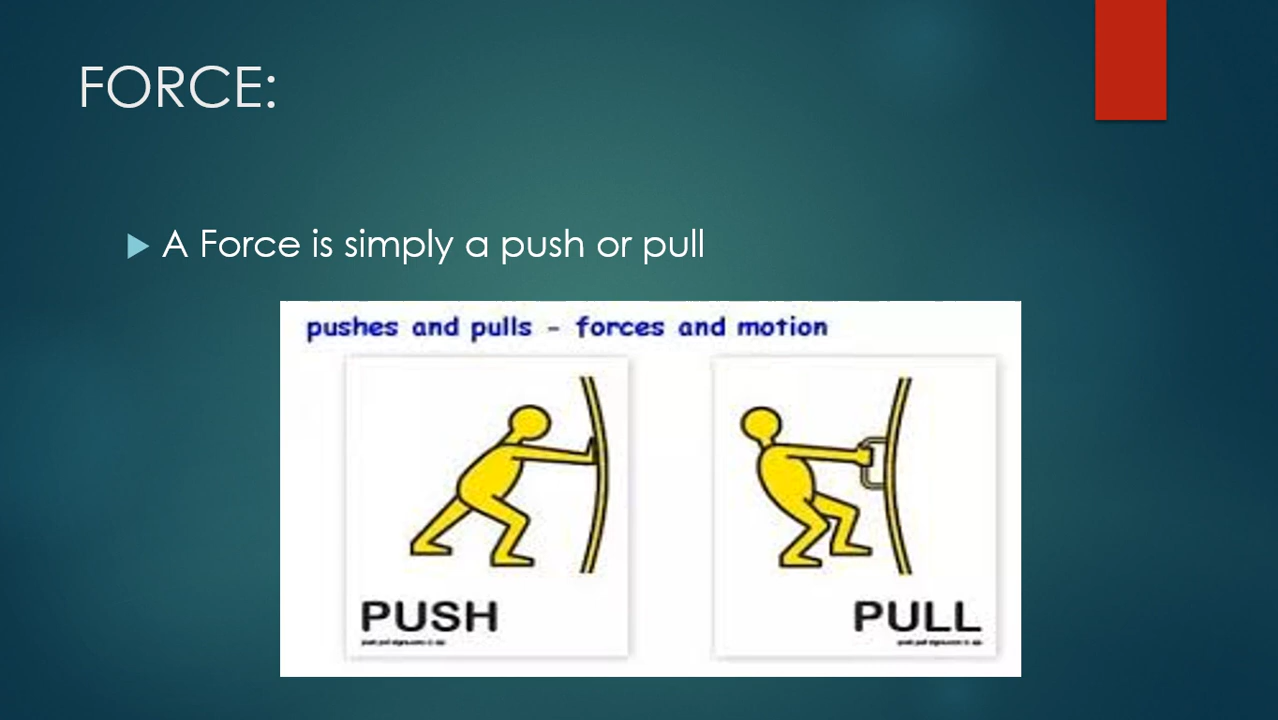 FORCE:
A Force is simply a push or pull
pushes and pulls - forces and motion
PUSH
PULL